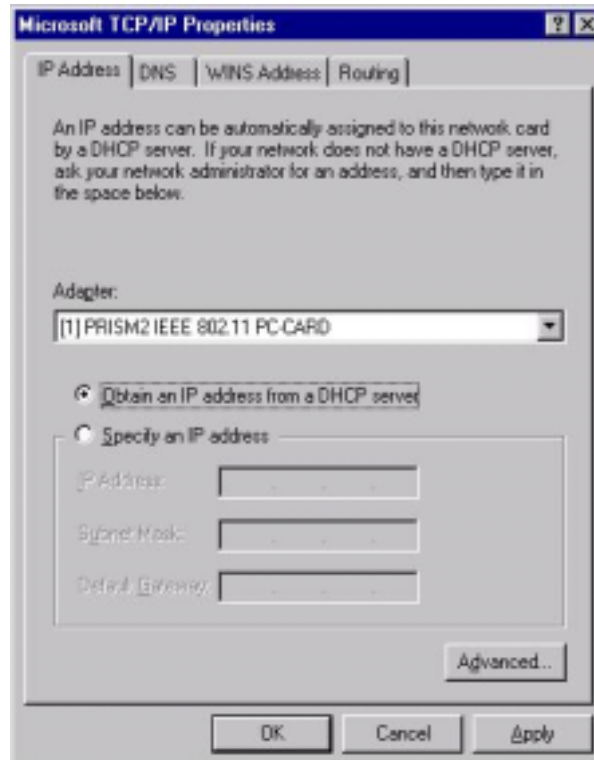 Microsoft TCP/IP Properties
IP Address DNS WINS Address Routing
An IP address can be automatically assigned to this network card
by a DHCP server. If your network does not have a DHCP server,
ask your network administrator for an address, and then type it in
the space below.
Adapter:
[1] PRISM2 IEEE 802.11 PC-CARD
Obtain an IP address from a DHCP server
Specify an IP address
IP Address:
Subnet Mask:
Default Gateway:
Advanced...
OK Cancel Apply